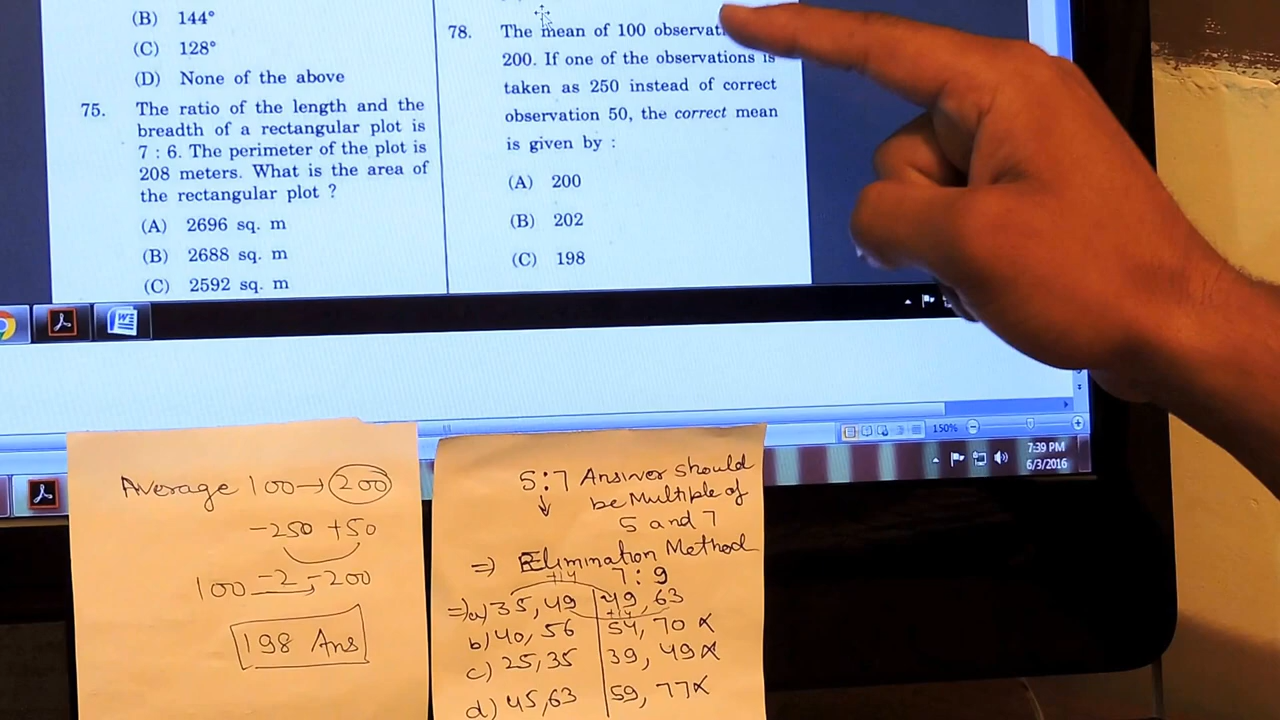 (B) 144°
(C) 128°
(D) None of the above
75. The ratio of the length and the
breadth of a rectangular plot is
7 : 6. The perimeter of the plot is
208 meters. What is the area of
the rectangular plot ?
(A) 2696 sq. m
(B) 2688 sq. m
(C) 2592 sq. m
78. The mean of 100
200. If one of the observations is
taken as 250 instead of correct
observation 50, the correct mean
is given by :
(A) 200
(B) 202
(C) 198
150%
7:39 PM
6/3/2016
Average 100→200
-250 +50
100 -2, -200
198 Ans
5:7 Answer should
be Multiple of
5 and 7
⇒ Elimination Method
+14 7:9
⇒a) 35, 49 | 49, 63
+14
b) 40, 56 | 54, 70 x
c) 25, 35 | 39, 49 x
d) 45, 63 | 59, 77 x